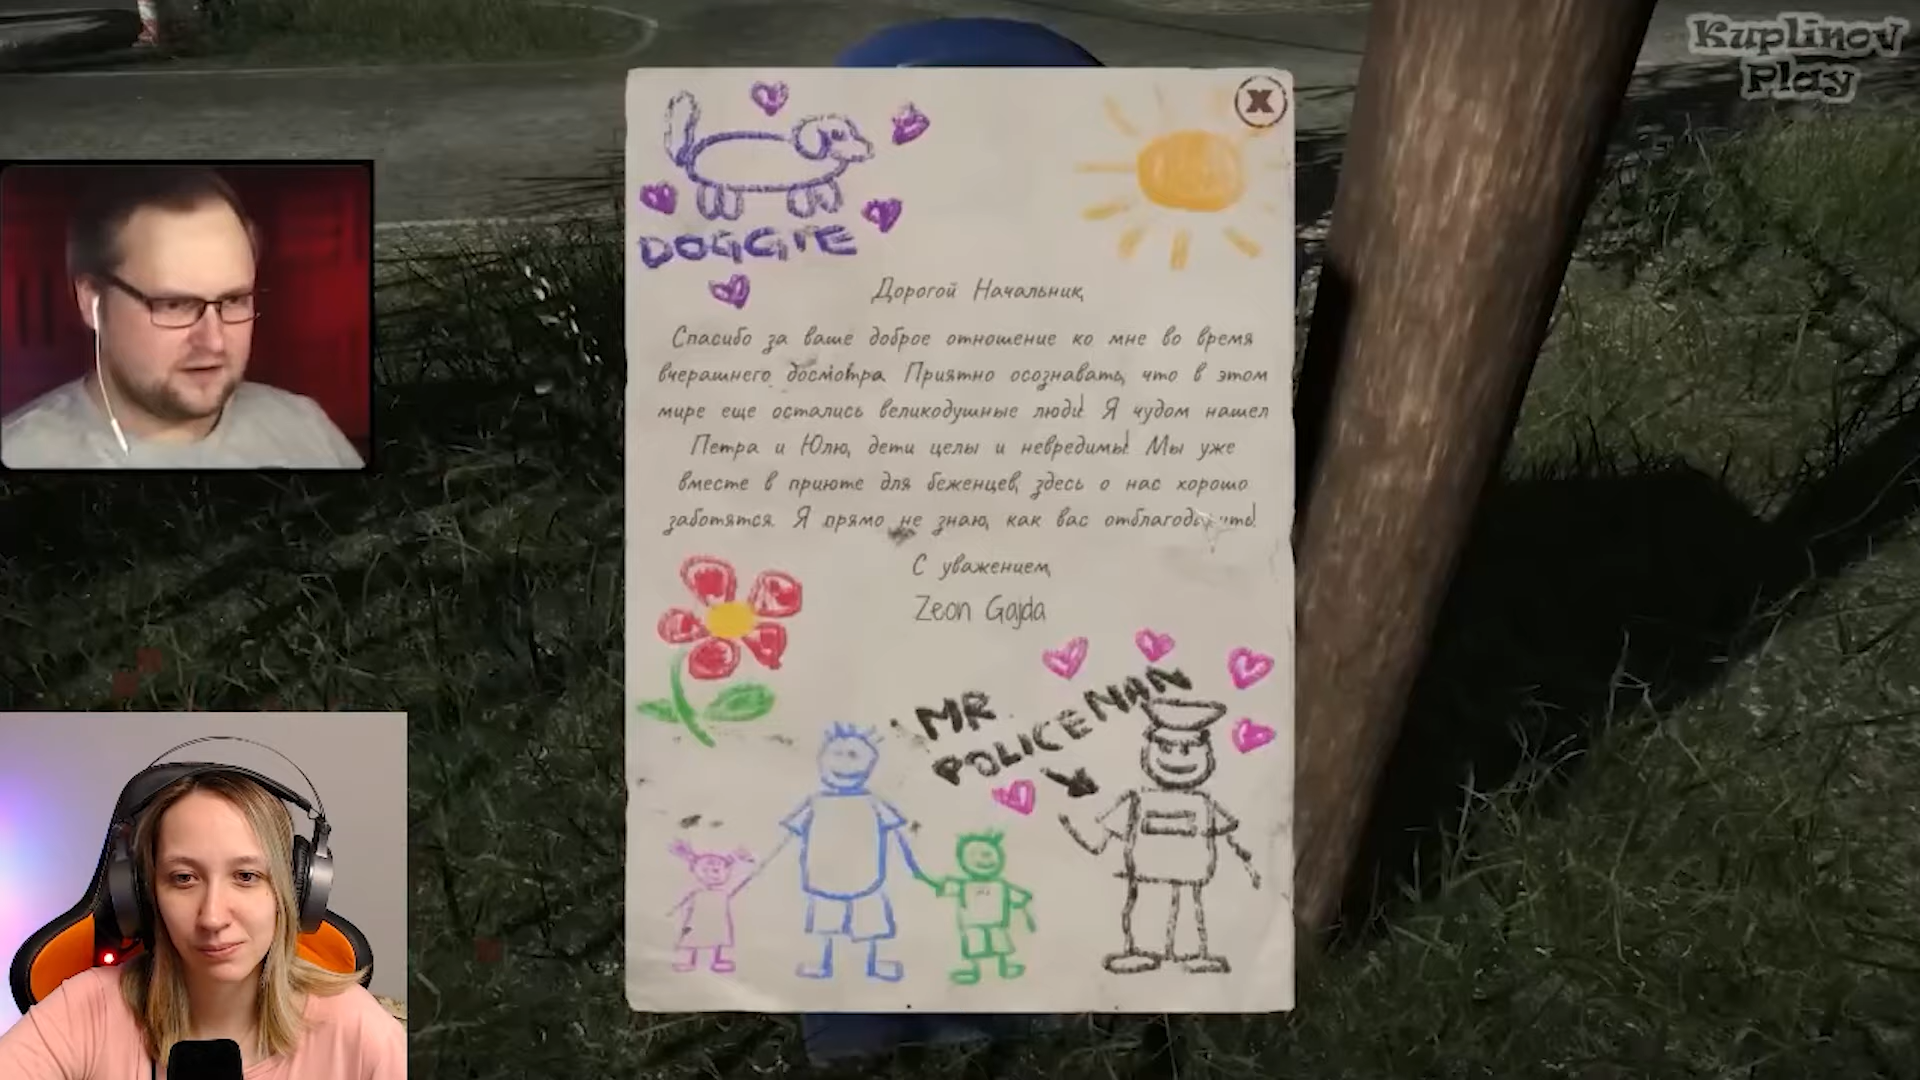 Kuplinov
Play
X
DOGGIE
Дорогой Начальник,
Спасибо за ваше доброе отношение ко мне во время
вчерашнего досмотра. Приятно осознавать, что в этом
мире еще остались великодушные люди! Я чудом нашел
Петра и Юлю, дети целы и невредимы! Мы уже
вместе в приюте для беженцев, здесь о нас хорошо
заботятся. Я прямо не знаю, как вас отблагодарить!
С уважением,
Zeon Gajda
MR
POLICENAN